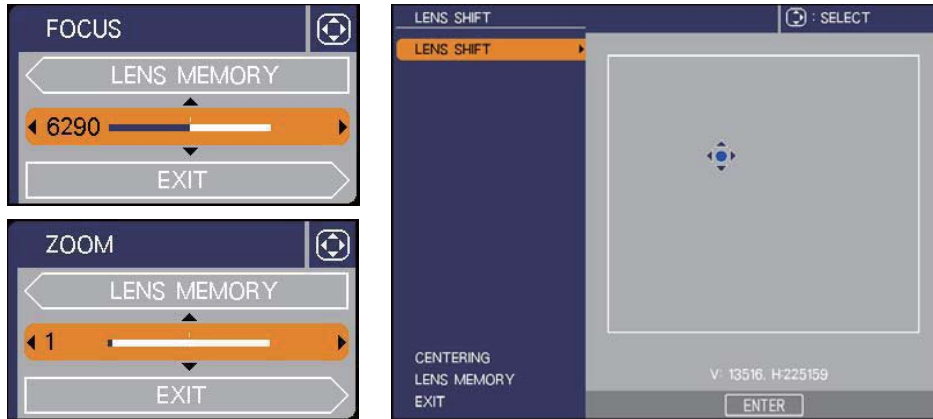 FOCUS
LENS MEMORY
6290
EXIT
ZOOM
LENS MEMORY
1
EXIT
LENS SHIFT
: SELECT
LENS SHIFT
CENTERING
LENS MEMORY
EXIT
V: 13516. H:225159
ENTER